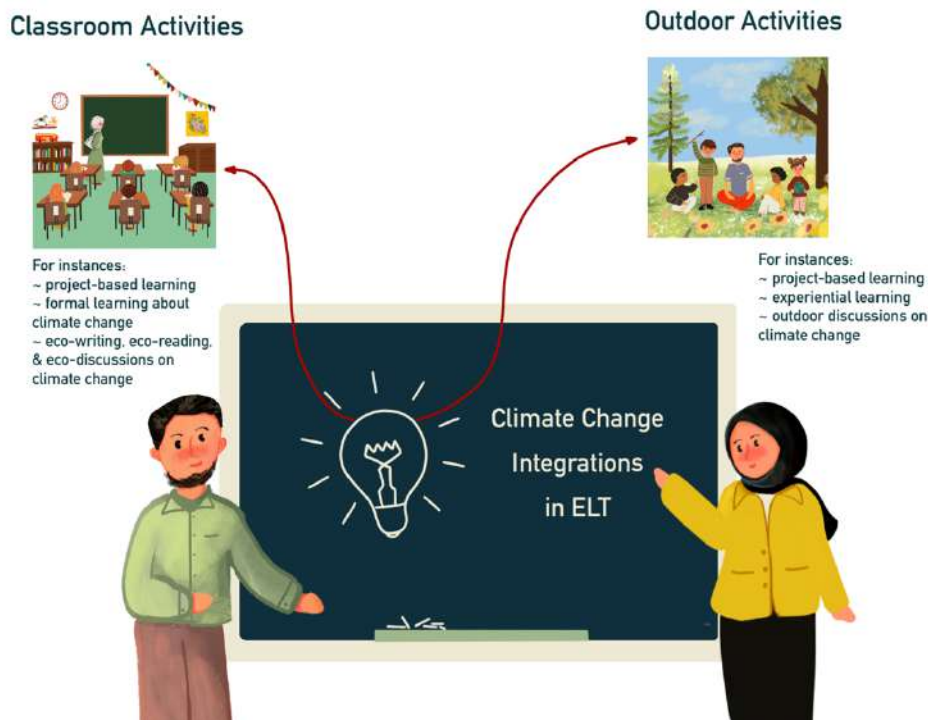 Classroom Activities
For instances:
~ project-based learning
~ formal learning about
climate change
~ eco-writing, eco-reading,
& eco-discussions on
climate change
Outdoor Activities
For instances:
~ project-based learning
~ experiential learning
~ outdoor discussions on
climate change
Climate Change
Integrations
in ELT